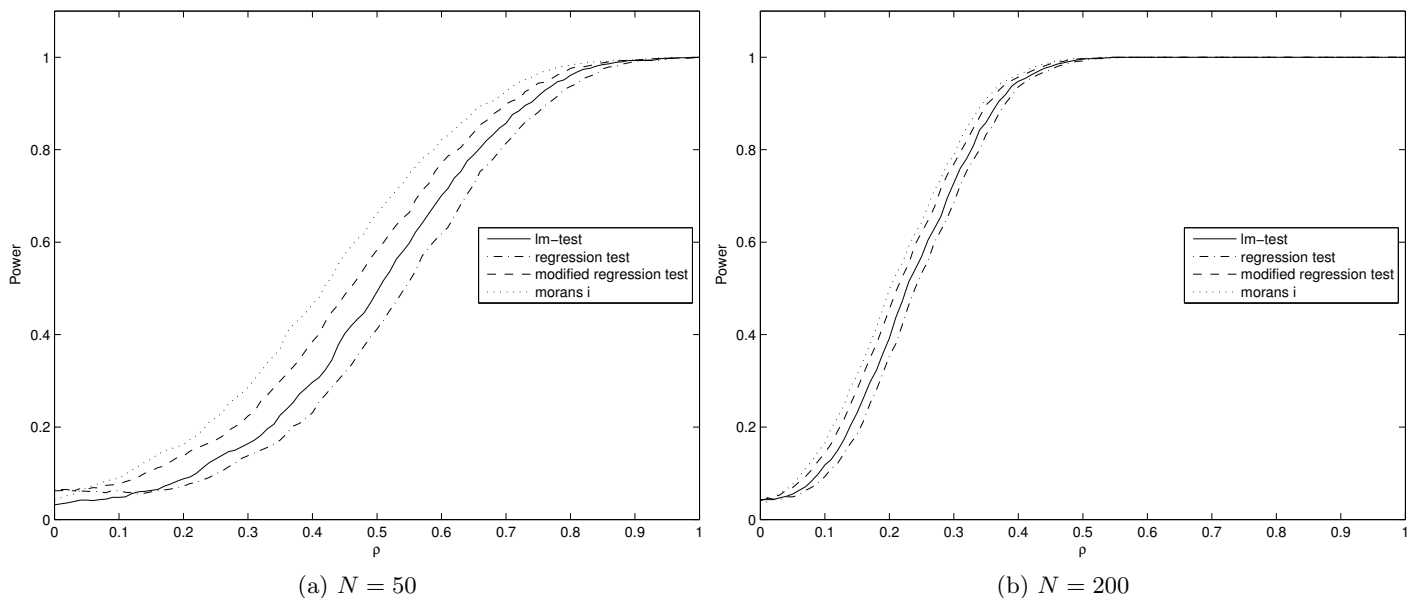 1
0.8
0.6
0.4
0.2
0
Power
0
0.1
0.2
0.3
0.4
0.5
0.6
0.7
0.8
0.9
1
ρ
lm−test
regression test
modified regression test
morans i
(a) N = 50
1
0.8
0.6
0.4
0.2
0
Power
0
0.1
0.2
0.3
0.4
0.5
0.6
0.7
0.8
0.9
1
ρ
lm−test
regression test
modified regression test
morans i
(b) N = 200